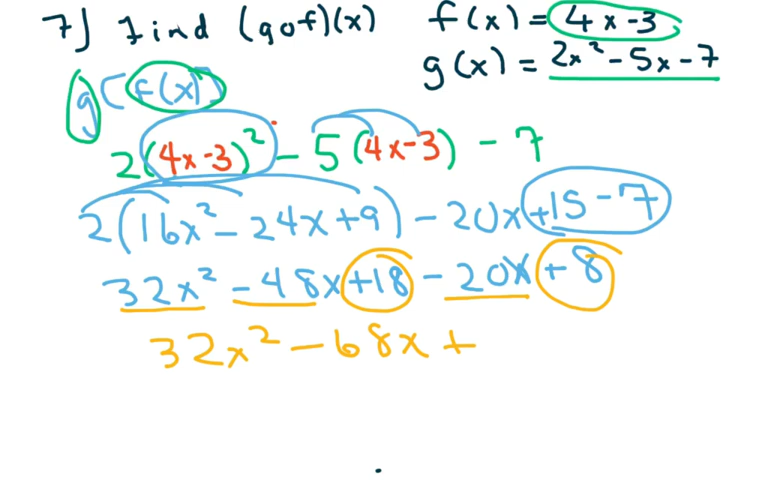 7) find (gof)(x) f(x) = 4x-3
g(x) = 2x² - 5x - 7
g(f(x))
2(4x-3)² - 5(4x-3) - 7
2(16x² - 24x + 9) - 20x + 15 - 7
32x² - 48x + 18 - 20x + 8
32x² - 68x +